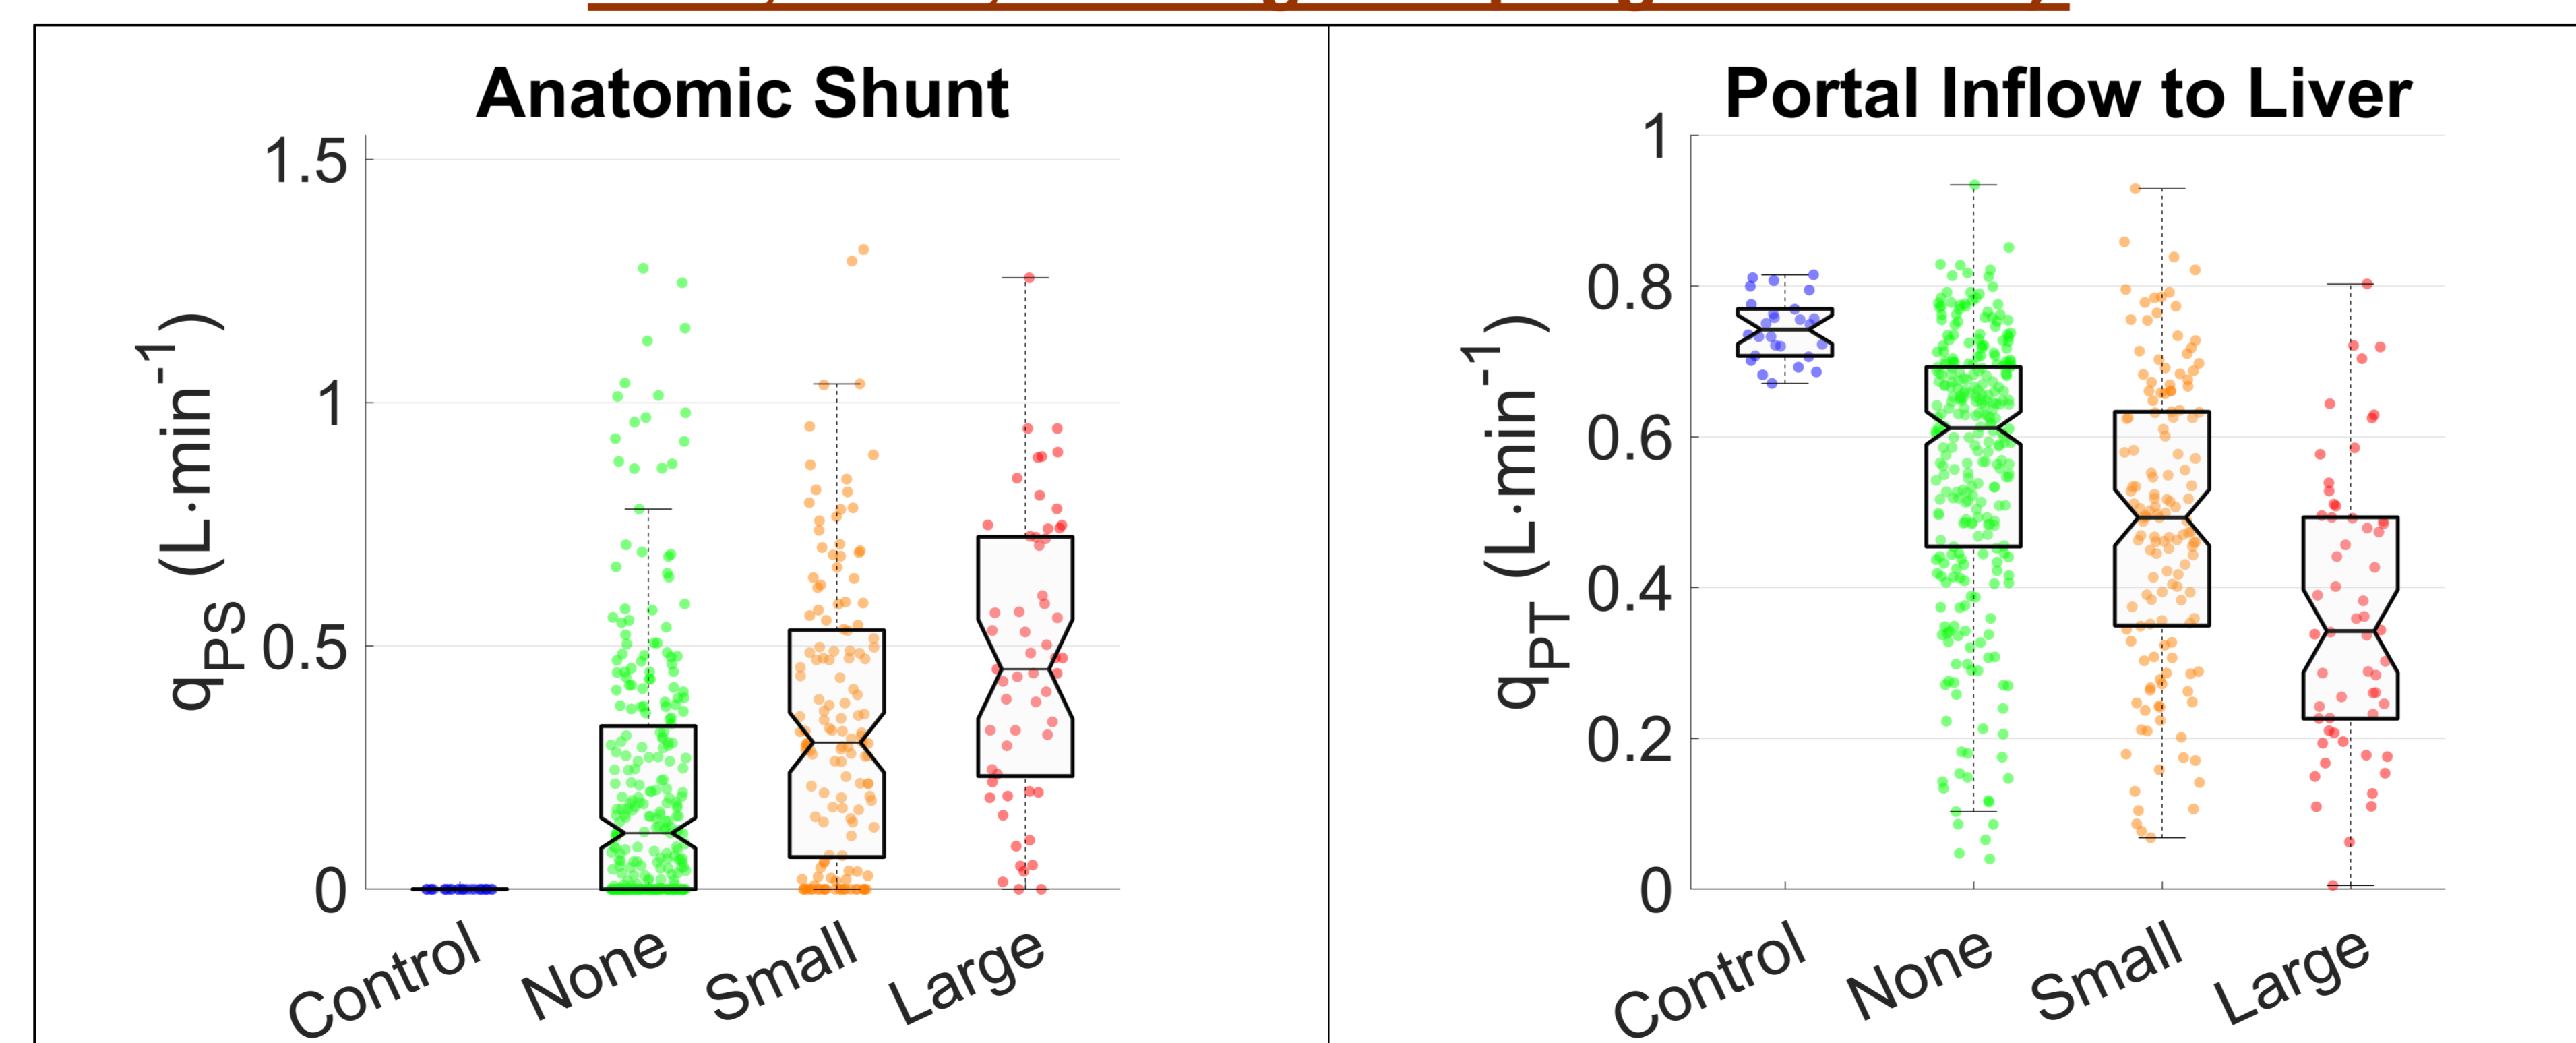 Anatomic Shunt
q_PS (L·min^-1)
1.5
1
0.5
0
Control
None
Small
Large
Portal Inflow to Liver
q_PT (L·min^-1)
1
0.8
0.6
0.4
0.2
0
Control
None
Small
Large